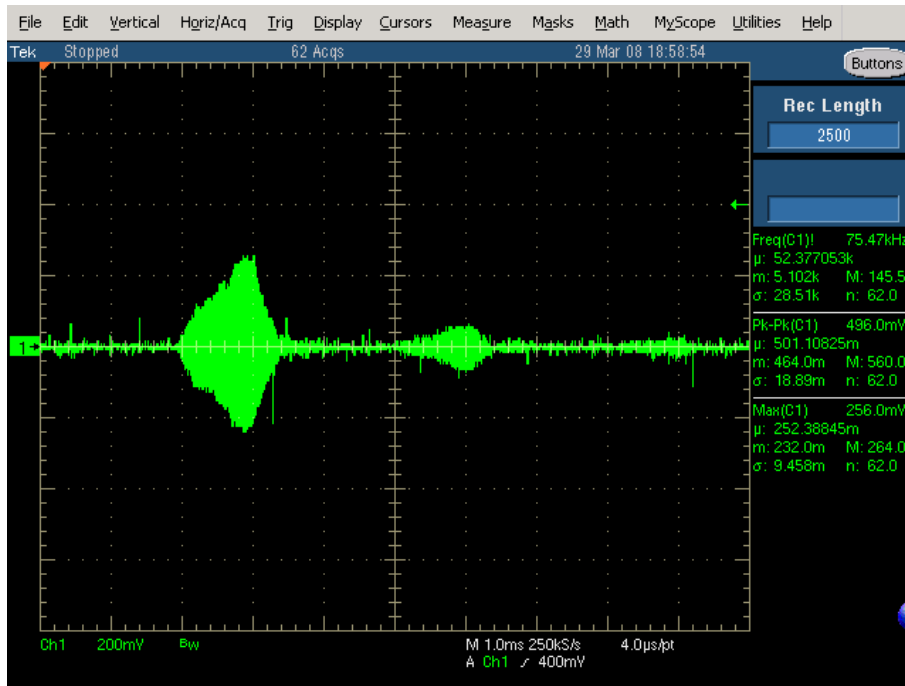 File Edit Vertical Horiz/Acq Trig Display Cursors Measure Masks Math MyScope Utilities Help
Tek Stopped 62 Acqs 29 Mar 08 18:58:54
Buttons
Rec Length
2500
Freq(C1)! 75.47kHz
µ: 52.377053k
m: 5.102k M: 145.5
σ: 28.51k n: 62.0
Pk-Pk(C1) 496.0mV
µ: 501.10825m
m: 464.0m M: 560.0
σ: 18.89m n: 62.0
Max(C1) 256.0mV
µ: 252.38845m
m: 232.0m M: 264.0
σ: 9.458m n: 62.0
1
Ch1 200mV Bw M 1.0ms 250kS/s 4.0µs/pt
A Ch1 / 400mV